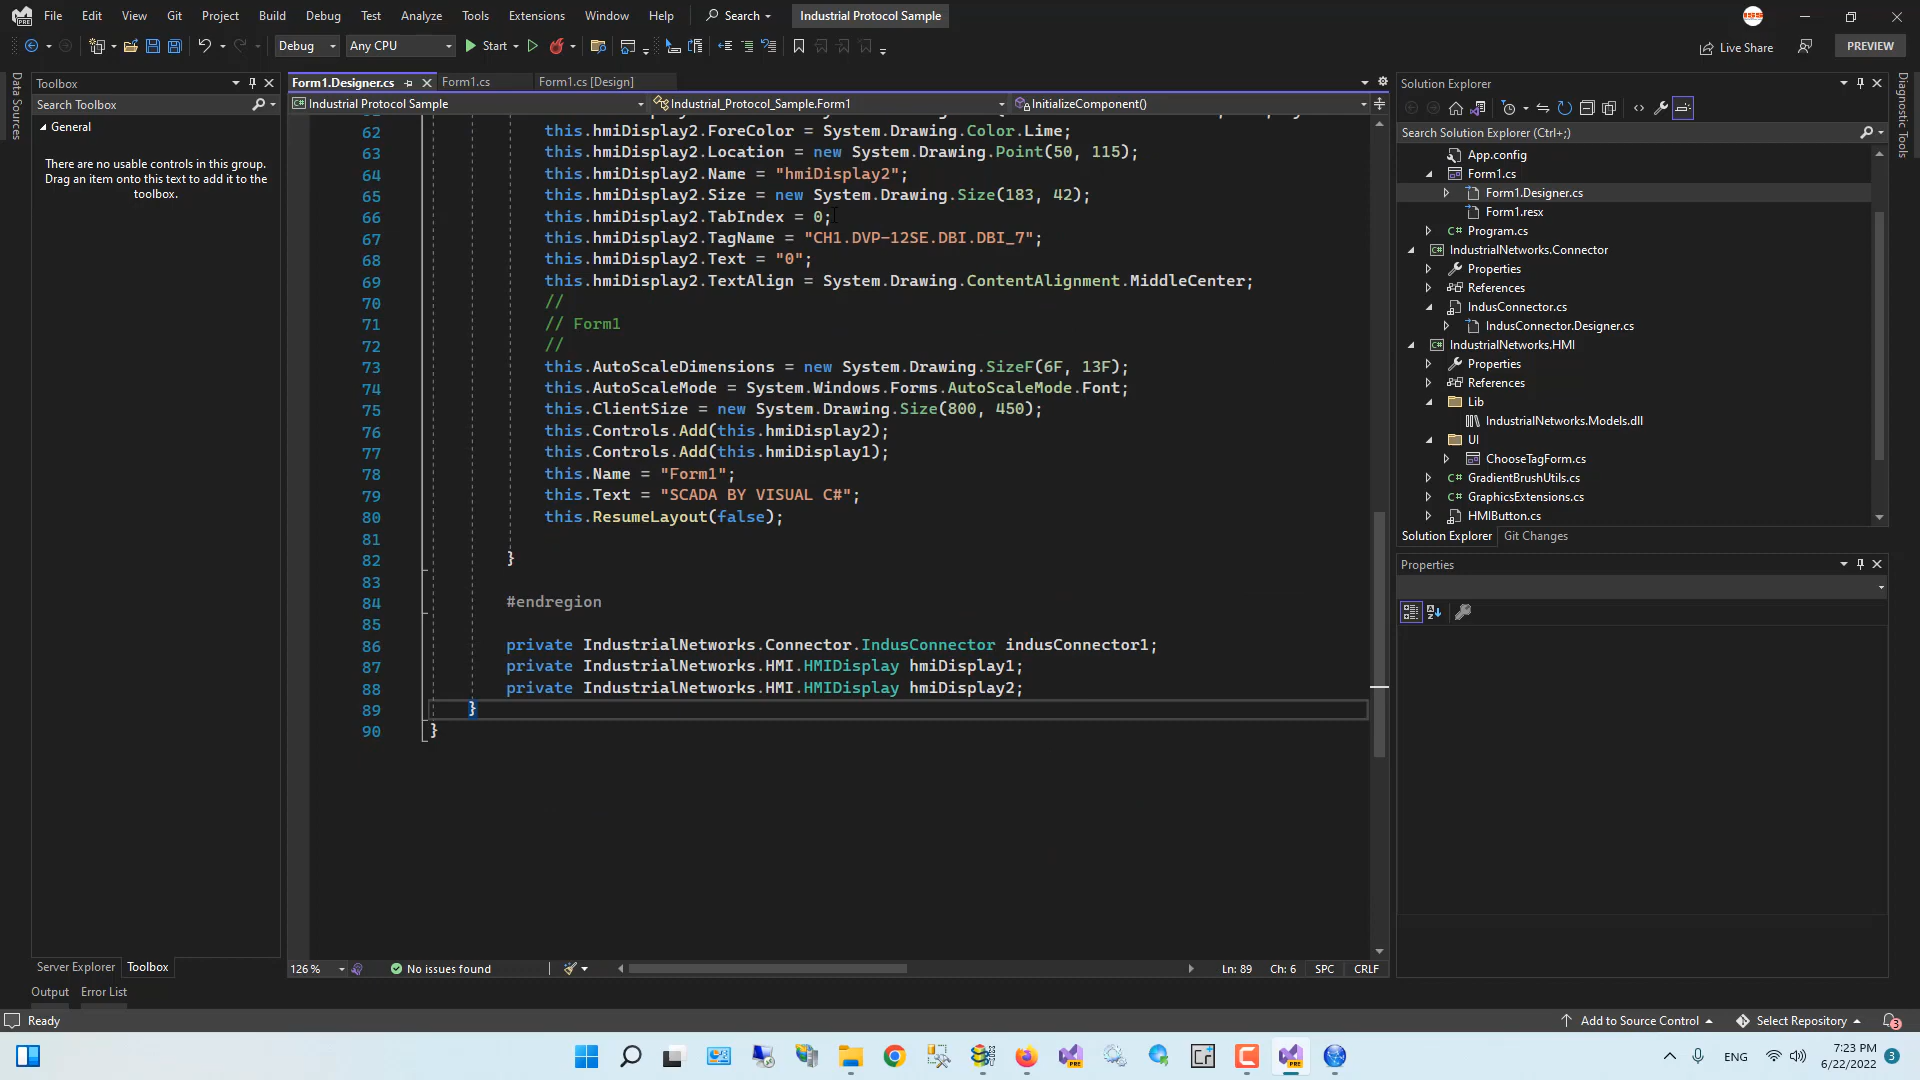 File Edit View Git Project Build Debug Test Analyze Tools Extensions Window Help Search Industrial Protocol Sample
Debug Any CPU Start Live Share PREVIEW
Data Sources
Toolbox
Search Toolbox
General
There are no usable controls in this group.
Drag an item onto this text to add it to the
toolbox.
Server Explorer Toolbox
Form1.Designer.cs Form1.cs Form1.cs [Design]
Industrial Protocol Sample Industrial_Protocol_Sample.Form1 InitializeComponent()
62 this.hmiDisplay2.ForeColor = System.Drawing.Color.Lime;
63 this.hmiDisplay2.Location = new System.Drawing.Point(50, 115);
64 this.hmiDisplay2.Name = "hmiDisplay2";
65 this.hmiDisplay2.Size = new System.Drawing.Size(183, 42);
66 this.hmiDisplay2.TabIndex = 0;
67 this.hmiDisplay2.TagName = "CH1.DVP-12SE.DBI.DBI_7";
68 this.hmiDisplay2.Text = "0";
69 this.hmiDisplay2.TextAlign = System.Drawing.ContentAlignment.MiddleCenter;
70 //
71 // Form1
72 //
73 this.AutoScaleDimensions = new System.Drawing.SizeF(6F, 13F);
74 this.AutoScaleMode = System.Windows.Forms.AutoScaleMode.Font;
75 this.ClientSize = new System.Drawing.Size(800, 450);
76 this.Controls.Add(this.hmiDisplay2);
77 this.Controls.Add(this.hmiDisplay1);
78 this.Name = "Form1";
79 this.Text = "SCADA BY VISUAL C#";
80 this.ResumeLayout(false);
81
82 }
83
84 #endregion
85
86 private IndustrialNetworks.Connector.IndusConnector indusConnector1;
87 private IndustrialNetworks.HMI.HMIDisplay hmiDisplay1;
88 private IndustrialNetworks.HMI.HMIDisplay hmiDisplay2;
89 }
90 }
126 % No issues found Ln: 89 Ch: 6 SPC CRLF
Solution Explorer
Search Solution Explorer (Ctrl+;)
App.config
Form1.cs
Form1.Designer.cs
Form1.resx
C# Program.cs
C# IndustrialNetworks.Connector
Properties
References
IndusConnector.cs
IndusConnector.Designer.cs
C# IndustrialNetworks.HMI
Properties
References
Lib
IndustrialNetworks.Models.dll
UI
ChooseTagForm.cs
C# GradientBrushUtils.cs
C# GraphicsExtensions.cs
HMIButton.cs
Solution Explorer Git Changes
Properties
Diagnostic Tools
Output Error List
Ready Add to Source Control Select Repository 3
ENG 7:23 PM
6/22/2022 3